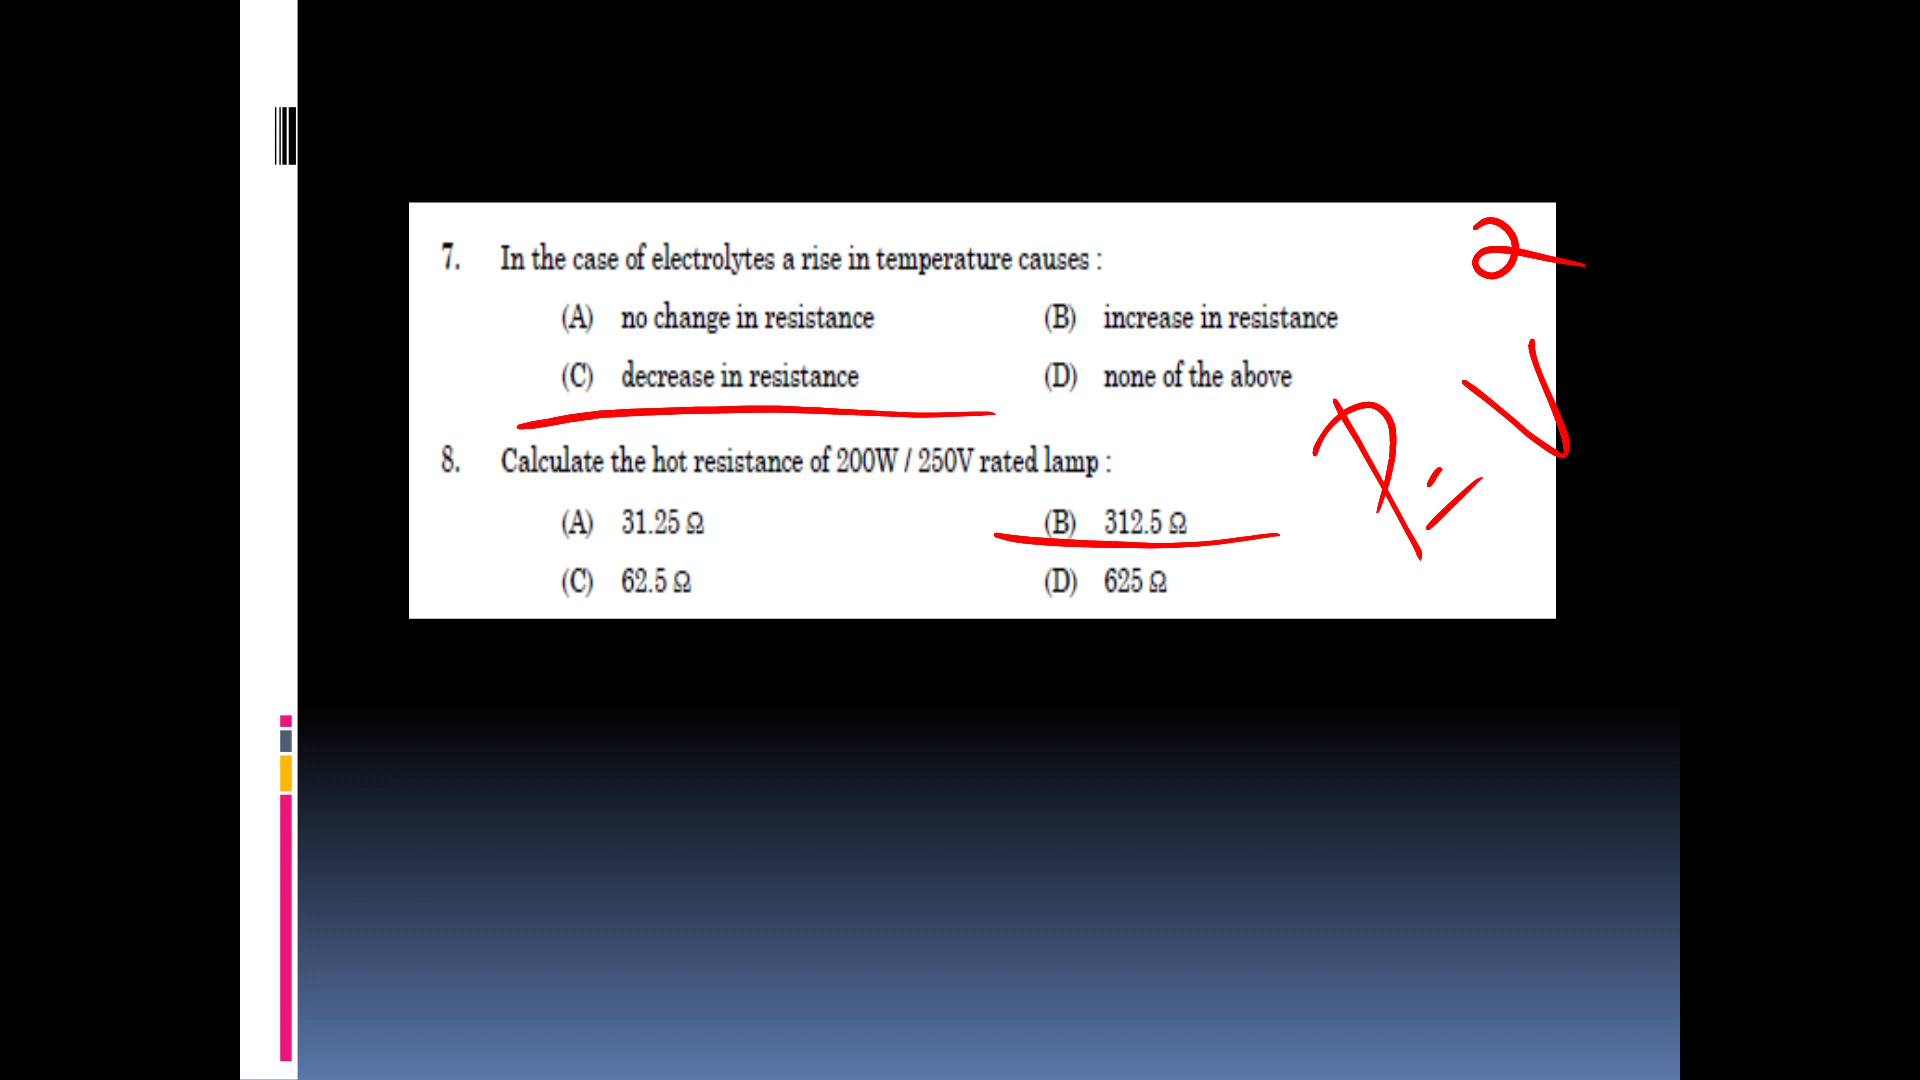 7. In the case of electrolytes a rise in temperature causes :
(A) no change in resistance (B) increase in resistance
(C) decrease in resistance (D) none of the above
8. Calculate the hot resistance of 200W / 250V rated lamp :
(A) 31.25 Ω (B) 312.5 Ω
(C) 62.5 Ω (D) 625 Ω
P = V 2